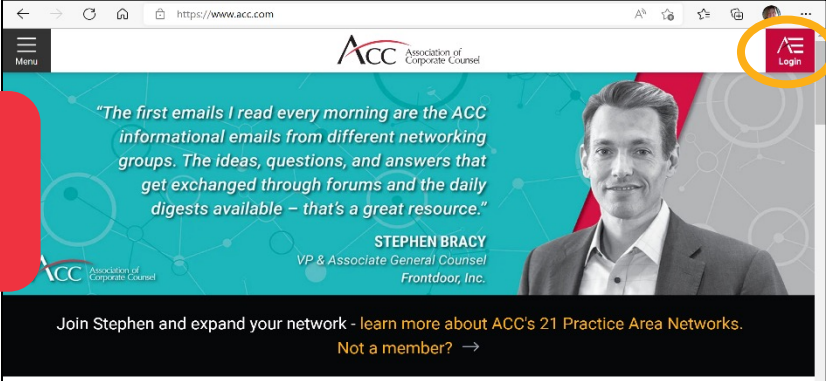 https://www.acc.com
Menu
ACC Association of
Corporate Counsel
Login
“The first emails I read every morning are the ACC
informational emails from different networking
groups. The ideas, questions, and answers that
get exchanged through forums and the daily
digests available – that’s a great resource.”
STEPHEN BRACY
VP & Associate General Counsel
Frontdoor, Inc.
ACC Association of
Corporate Counsel
Join Stephen and expand your network - learn more about ACC's 21 Practice Area Networks.
Not a member? →